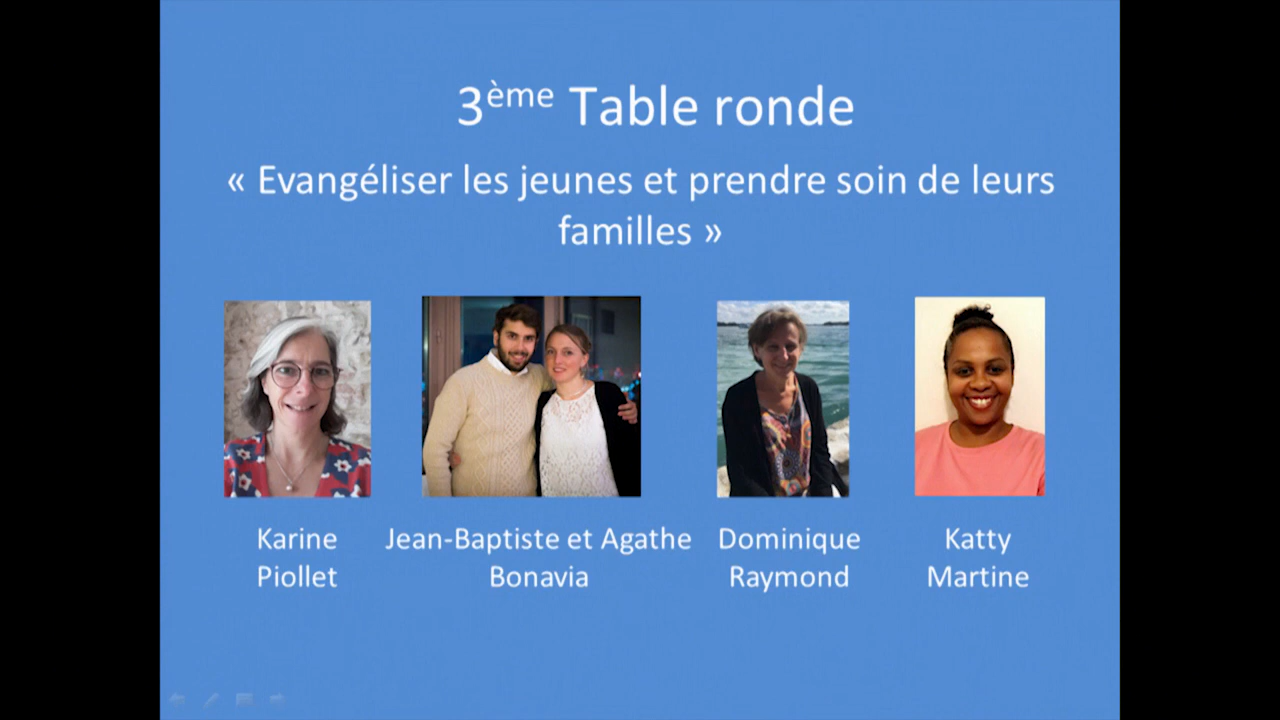 3ème Table ronde
« Evangéliser les jeunes et prendre soin de leurs
familles »
Karine
Piollet
Jean-Baptiste et Agathe
Bonavia
Dominique
Raymond
Katty
Martine